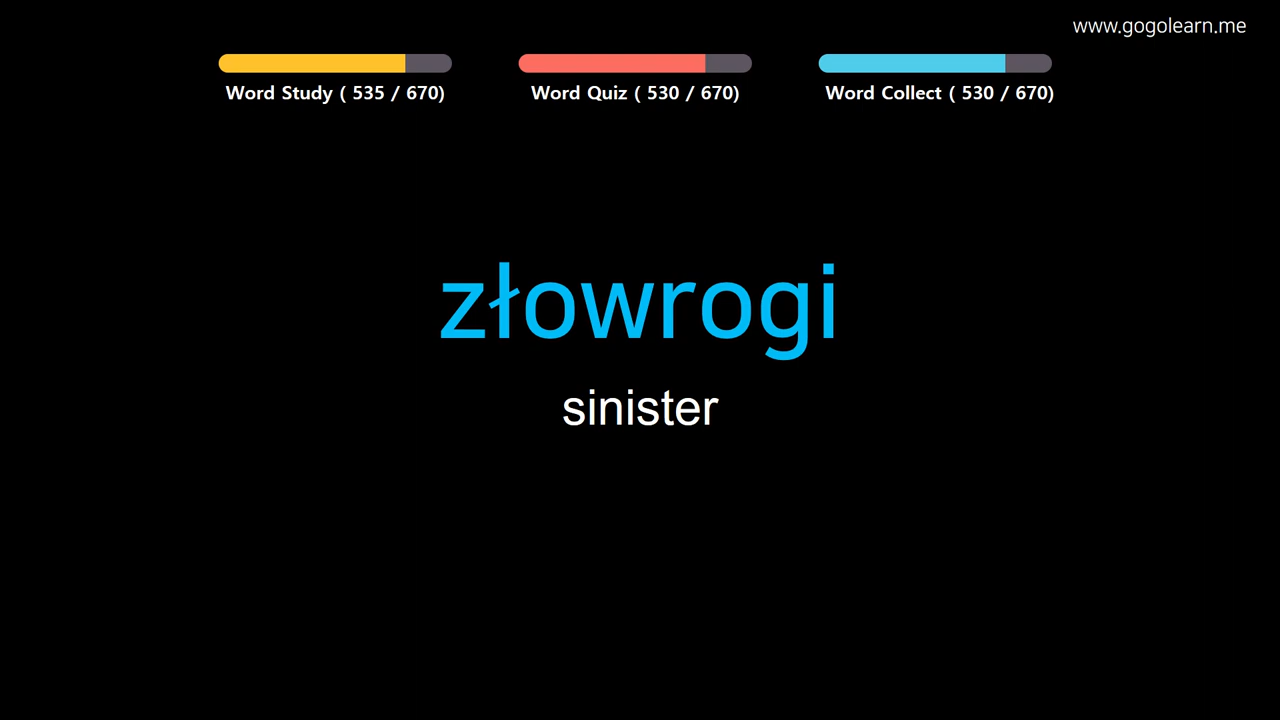 www.gogolearn.me
Word Study ( 535 / 670)
Word Quiz ( 530 / 670)
Word Collect ( 530 / 670)
złowrogi
sinister